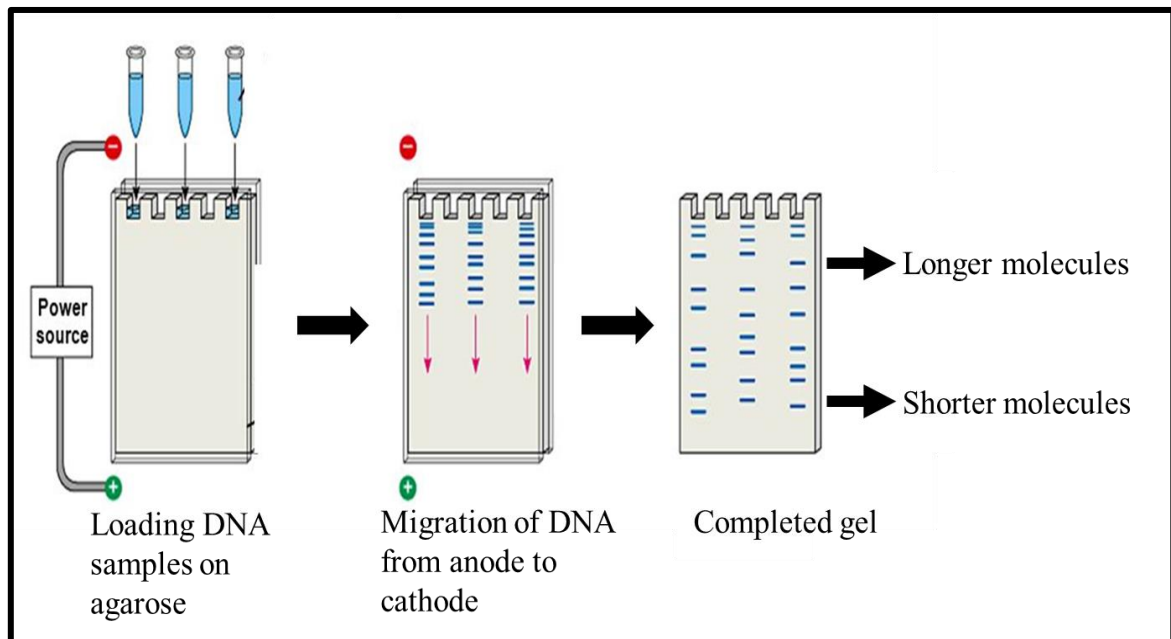 −
−
Power
source
Longer molecules
Shorter molecules
+
+
Loading DNA
samples on
agarose
Migration of DNA
from anode to
cathode
Completed gel